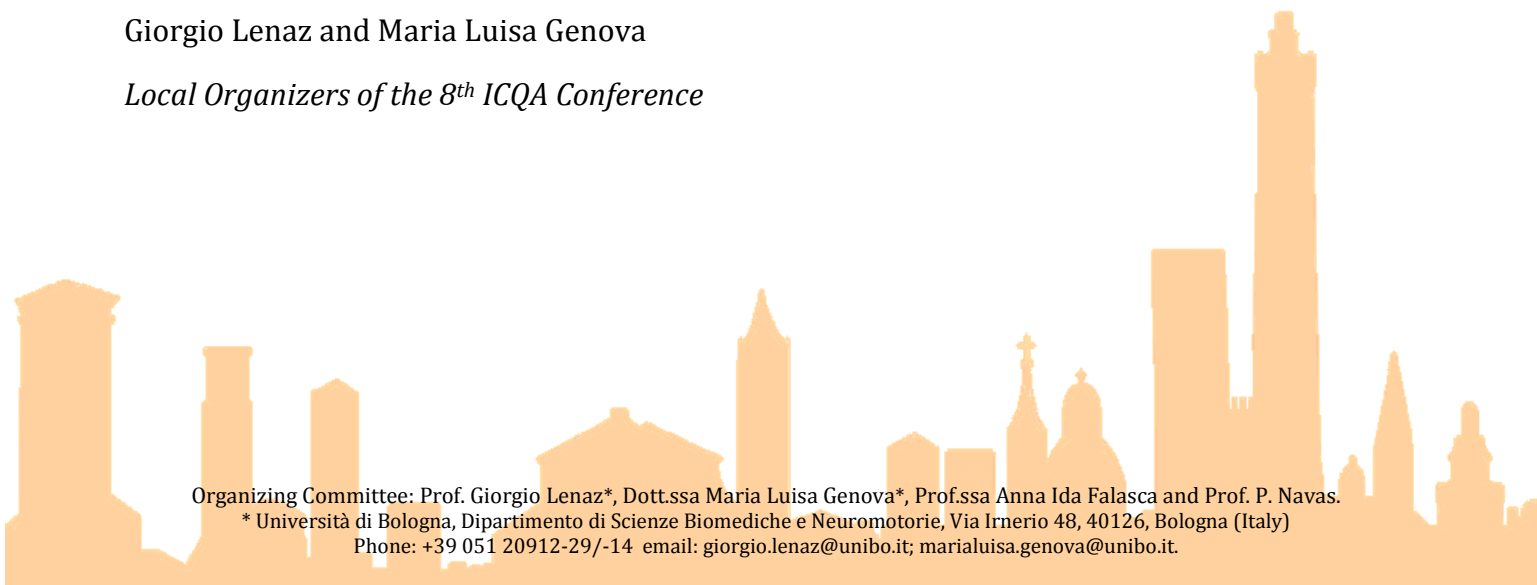 Giorgio Lenaz and Maria Luisa Genova
Local Organizers of the 8th ICQA Conference
Organizing Committee: Prof. Giorgio Lenaz*, Dott.ssa Maria Luisa Genova*, Prof.ssa Anna Ida Falasca and Prof. P. Navas.
* Università di Bologna, Dipartimento di Scienze Biomediche e Neuromotorie, Via Irnerio 48, 40126, Bologna (Italy)
Phone: +39 051 20912-29/-14 email: giorgio.lenaz@unibo.it; marialuisa.genova@unibo.it.